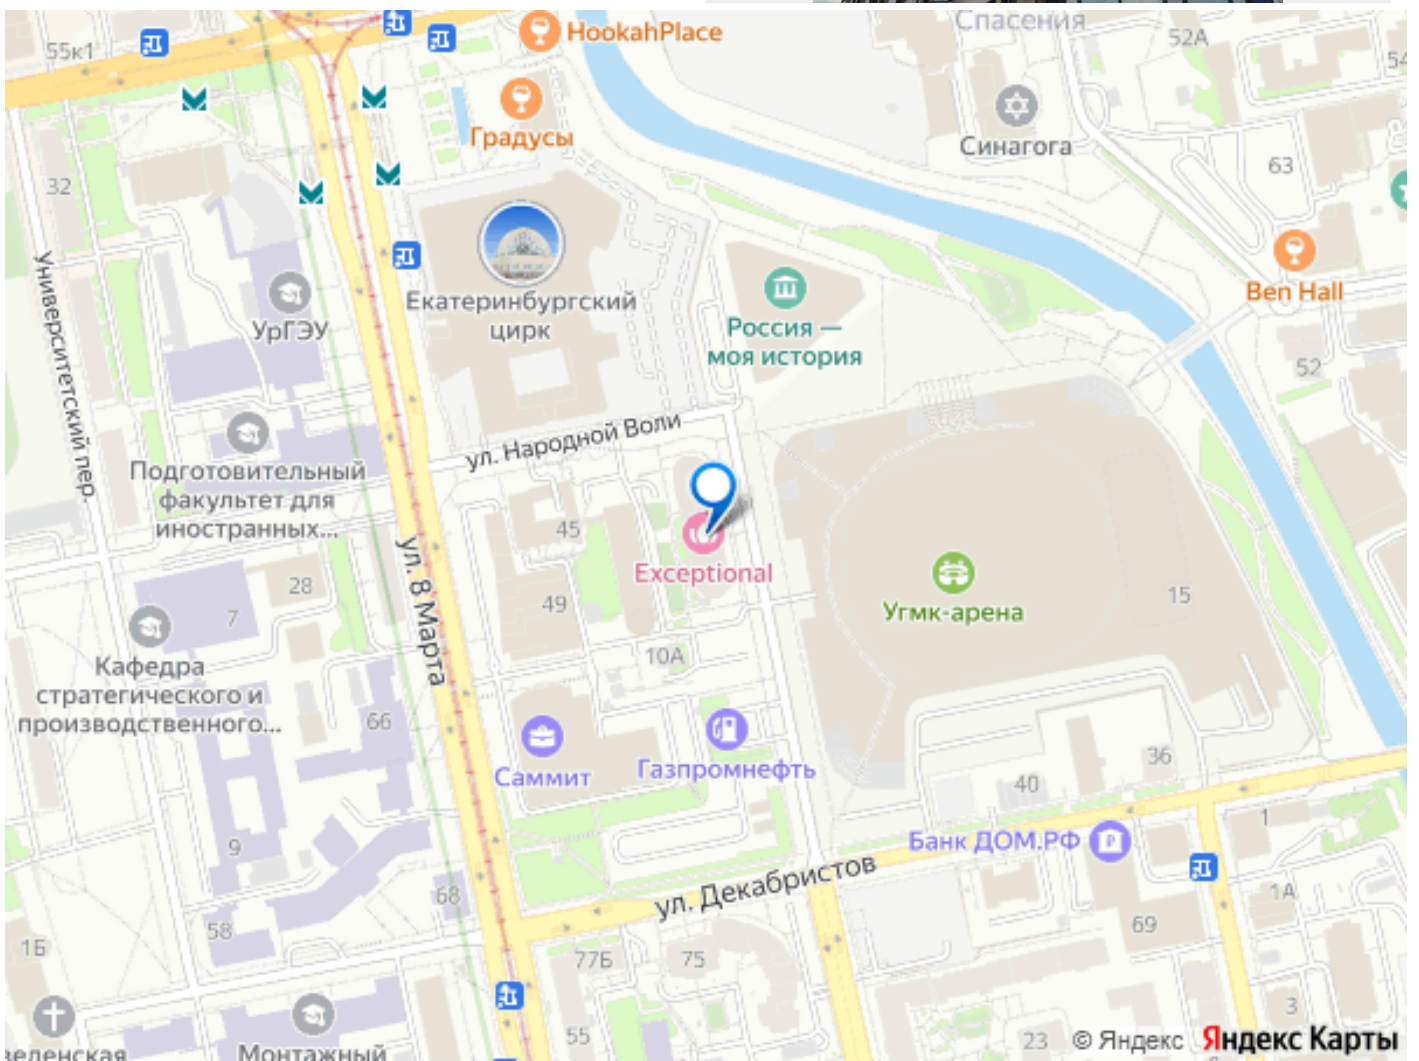 55к1
HookahPlace
Спасения
52А
54
Градусы
Синагога
63
32
Университетский пер.
УрГЭУ
Екатеринбургский
цирк
Россия —
моя история
Ben Hall
52
ул. Народной Воли
Подготовительный
факультет для
иностранных...
45
Exceptional
ул. 8 Марта
28
7
49
Угмк-арена
15
10А
Кафедра
стратегического и
производственного...
66
Саммит
Газпромнефть
36
40
9
Банк ДОМ.РФ
1
ул. Декабристов
68
1А
58
69
1Б
77Б
75
3
55
23
Монтажный
© Яндекс Яндекс Карты